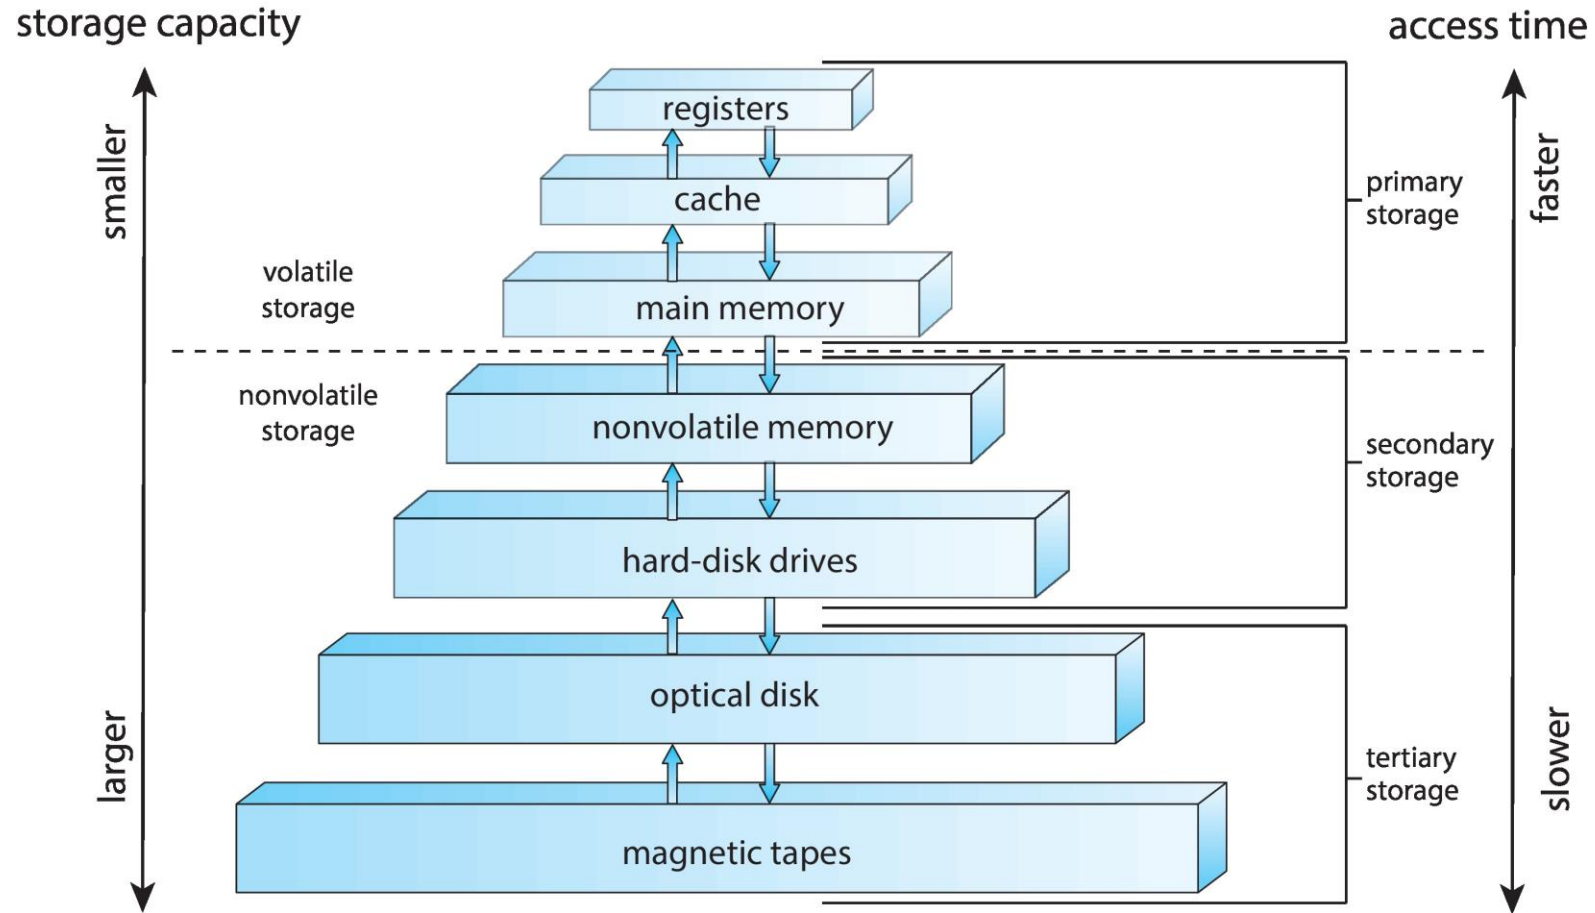 storage capacity
access time
smaller
larger
registers
cache
main memory
volatile
storage
nonvolatile
storage
nonvolatile memory
hard-disk drives
optical disk
magnetic tapes
primary
storage
secondary
storage
tertiary
storage
faster
slower